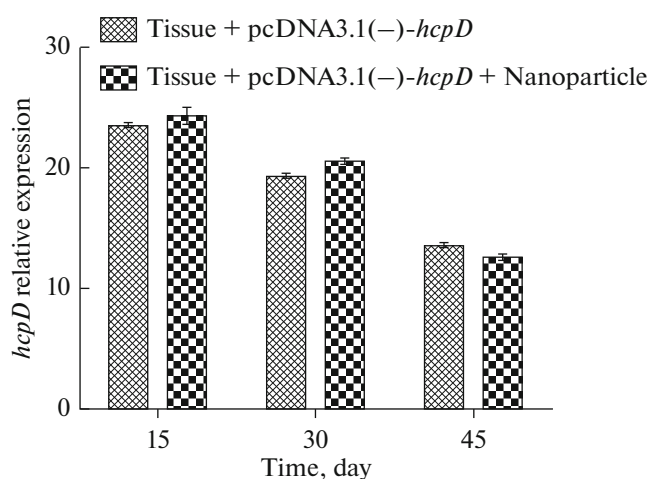 Tissue + pcDNA3.1(–)-hcpD
Tissue + pcDNA3.1(–)-hcpD + Nanoparticle
hcpD relative expression
30
20
10
0
15 30 45
Time, day